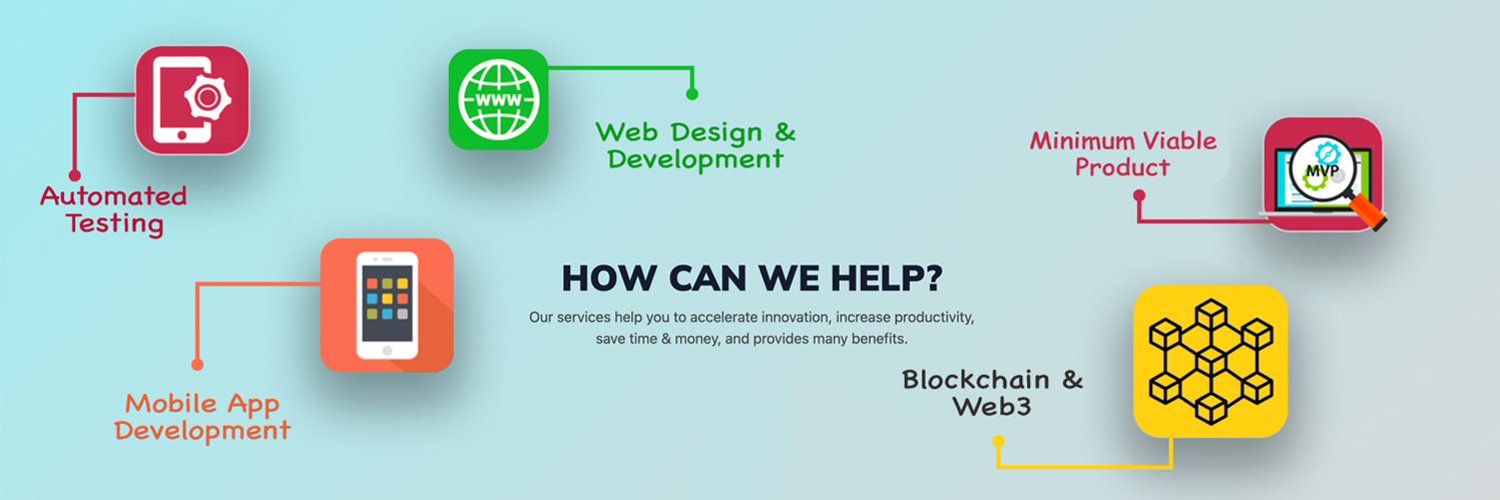 WWW
Web Design &
Development
Automated
Testing
Minimum Viable
Product
MVP
HOW CAN WE HELP?
Our services help you to accelerate innovation, increase productivity,
save time & money, and provides many benefits.
Mobile App
Development
Blockchain &
Web3